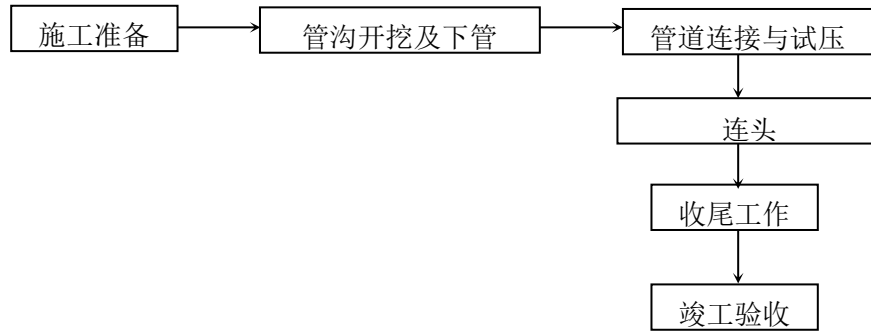 施工准备
管沟开挖及下管
管道连接与试压
连头
收尾工作
竣工验收